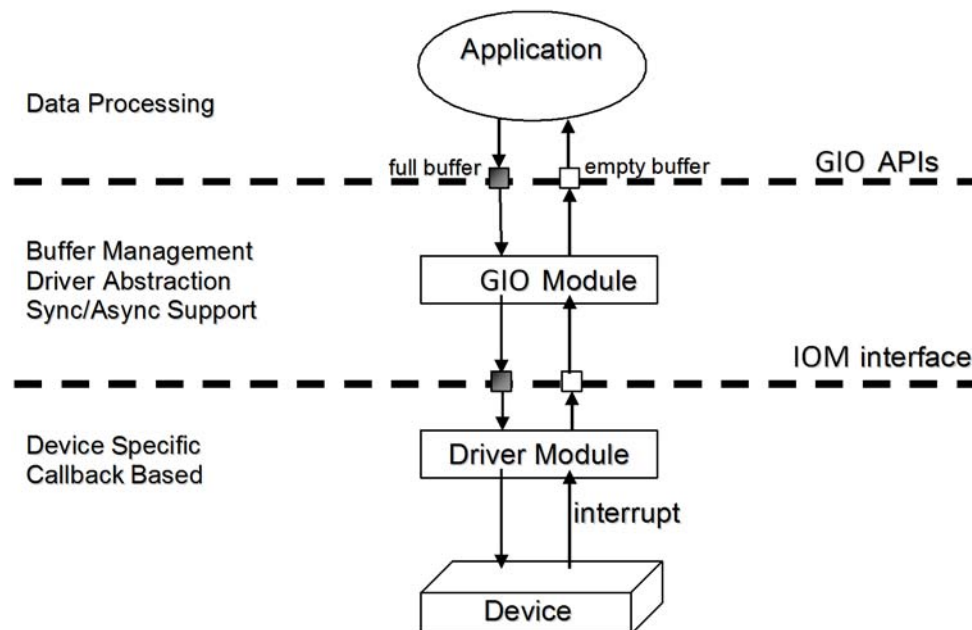 Application
Data Processing
full buffer
empty buffer
GIO APIs
Buffer Management
Driver Abstraction
Sync/Async Support
GIO Module
IOM interface
Device Specific
Callback Based
Driver Module
interrupt
Device